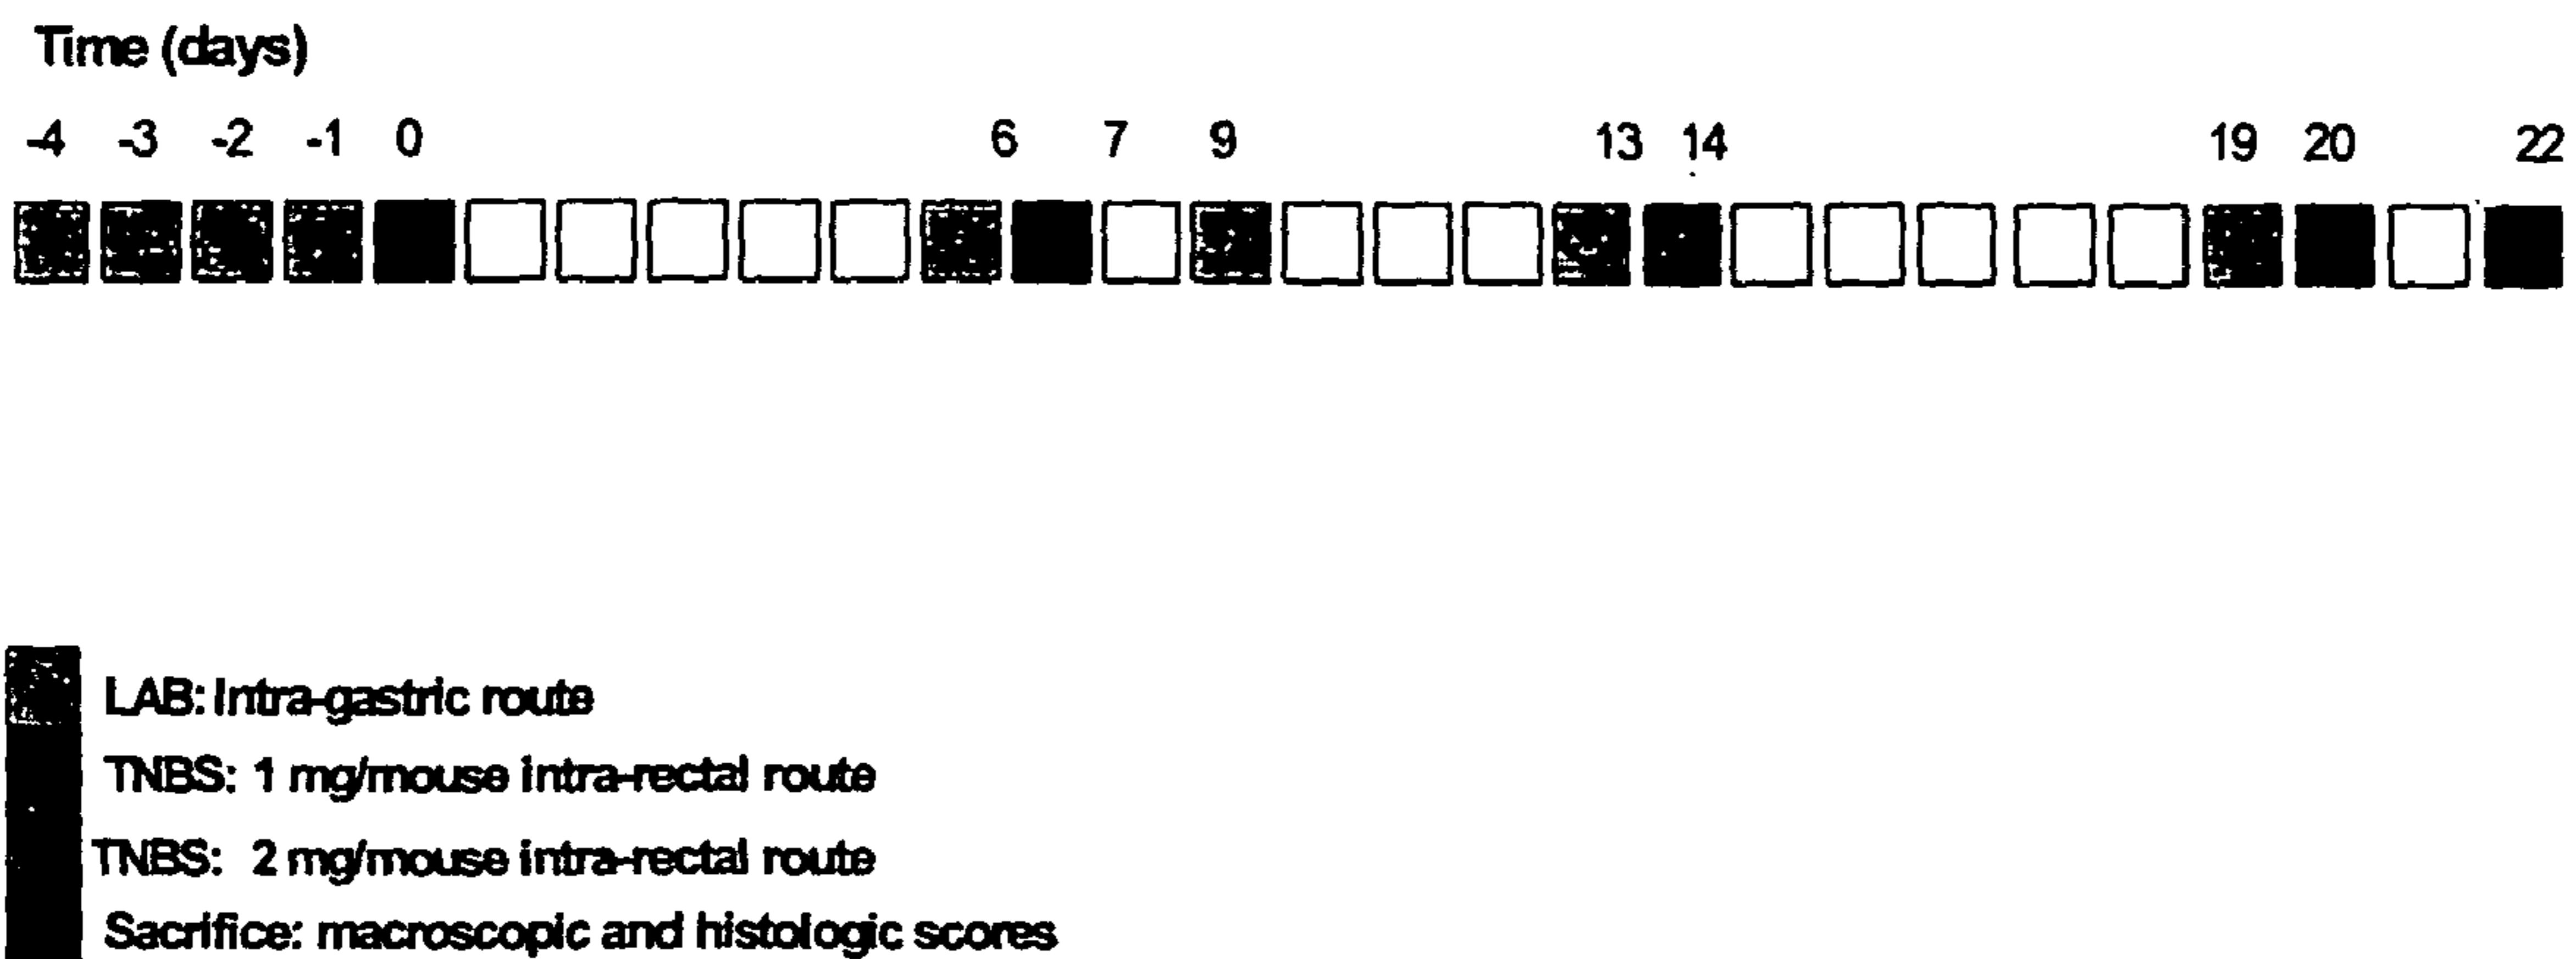 Time (days)
-4 -3 -2 -1 0 6 7 9 13 14 19 20 22
LAB: Intra-gastric route
TNBS: 1 mg/mouse intra-rectal route
TNBS: 2 mg/mouse intra-rectal route
Sacrifice: macroscopic and histologic scores